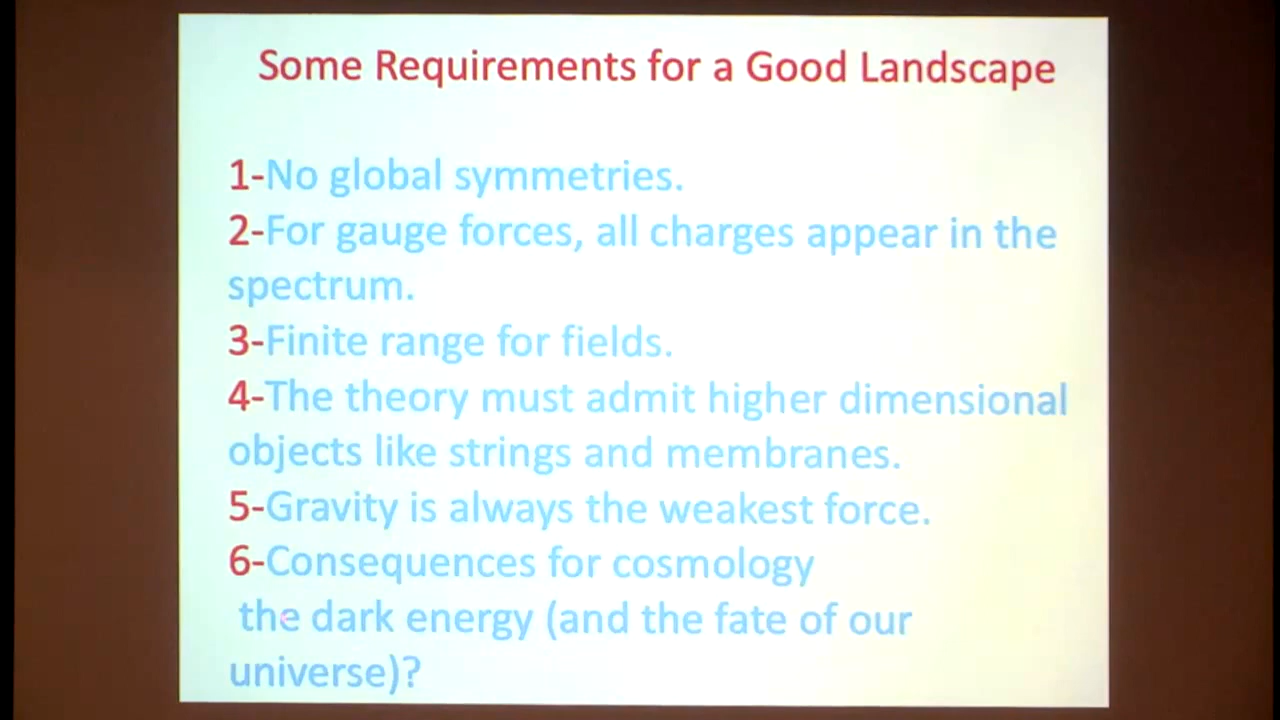 Some Requirements for a Good Landscape
1-No global symmetries.
2-For gauge forces, all charges appear in the
spectrum.
3-Finite range for fields.
4-The theory must admit higher dimensional
objects like strings and membranes.
5-Gravity is always the weakest force.
6-Consequences for cosmology
the dark energy (and the fate of our
universe)?